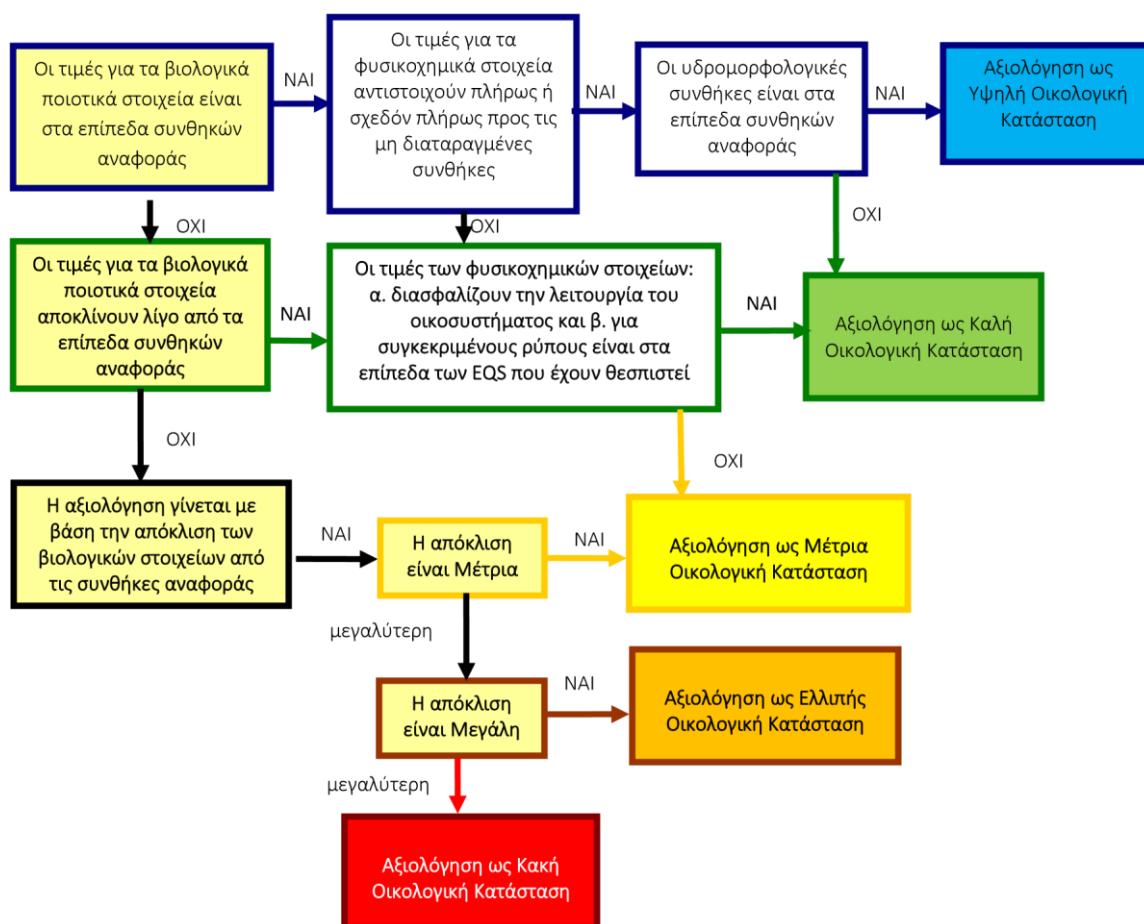 Οι τιμές για τα βιολογικά
ποιοτικά στοιχεία είναι
στα επίπεδα συνθηκών
αναφοράς
ΝΑΙ
Οι τιμές για τα
φυσικοχημικά στοιχεία
αντιστοιχούν πλήρως ή
σχεδόν πλήρως προς τις
μη διαταραγμένες
συνθήκες
ΝΑΙ
Οι υδρομορφολογικές
συνθήκες είναι στα
επίπεδα συνθηκών
αναφοράς
ΝΑΙ
Αξιολόγηση ως
Υψηλή Οικολογική
Κατάσταση
ΟΧΙ
ΟΧΙ
ΟΧΙ
Οι τιμές για τα βιολογικά
ποιοτικά στοιχεία
αποκλίνουν λίγο από τα
επίπεδα συνθηκών
αναφοράς
ΝΑΙ
Οι τιμές των φυσικοχημικών στοιχείων:
α. διασφαλίζουν την λειτουργία του
οικοσυστήματος και β. για
συγκεκριμένους ρύπους είναι στα
επίπεδα των EQS που έχουν θεσπιστεί
ΝΑΙ
Αξιολόγηση ως Καλή
Οικολογική Κατάσταση
ΟΧΙ
ΟΧΙ
Η αξιολόγηση γίνεται με
βάση την απόκλιση των
βιολογικών στοιχείων από
τις συνθήκες αναφοράς
ΝΑΙ
Η απόκλιση
είναι Μέτρια
ΝΑΙ
Αξιολόγηση ως Μέτρια
Οικολογική Κατάσταση
μεγαλύτερη
Η απόκλιση
είναι Μεγάλη
ΝΑΙ
Αξιολόγηση ως Ελλιπής
Οικολογική Κατάσταση
μεγαλύτερη
Αξιολόγηση ως Κακή
Οικολογική Κατάσταση